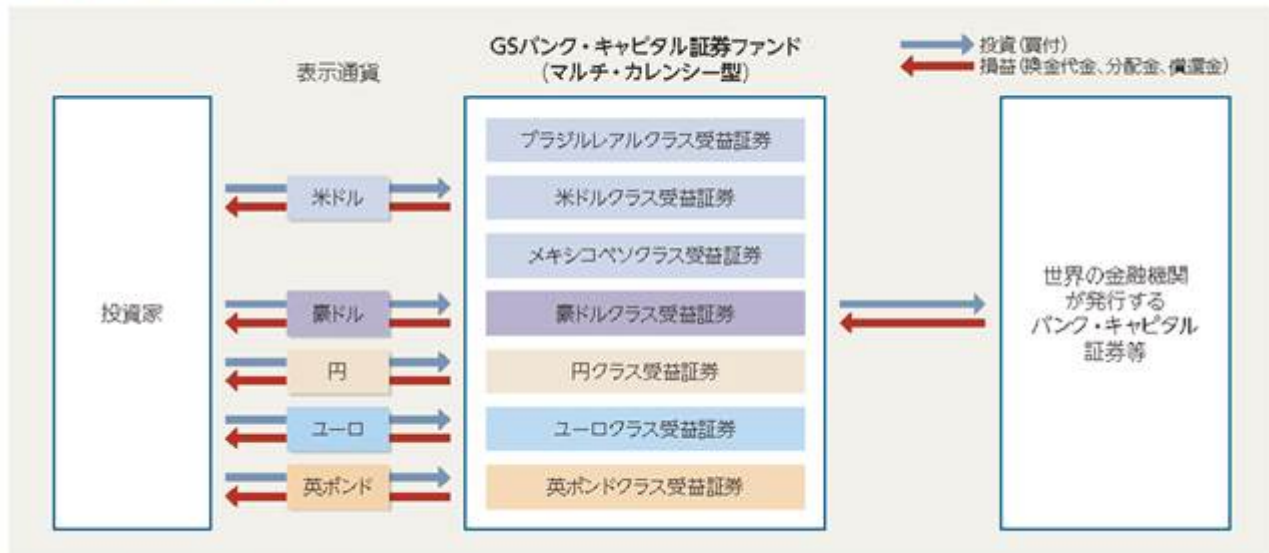 表示通貨
GSバンク・キャピタル証券ファンド
(マルチ・カレンシー型)
投資(買付)
損益(換金代金、分配金、償還金)
投資家
米ドル
豪ドル
円
ユーロ
英ポンド
ブラジルレアルクラス受益証券
米ドルクラス受益証券
メキシコペソクラス受益証券
豪ドルクラス受益証券
円クラス受益証券
ユーロクラス受益証券
英ポンドクラス受益証券
世界の金融機関
が発行する
バンク・キャピタル
証券等